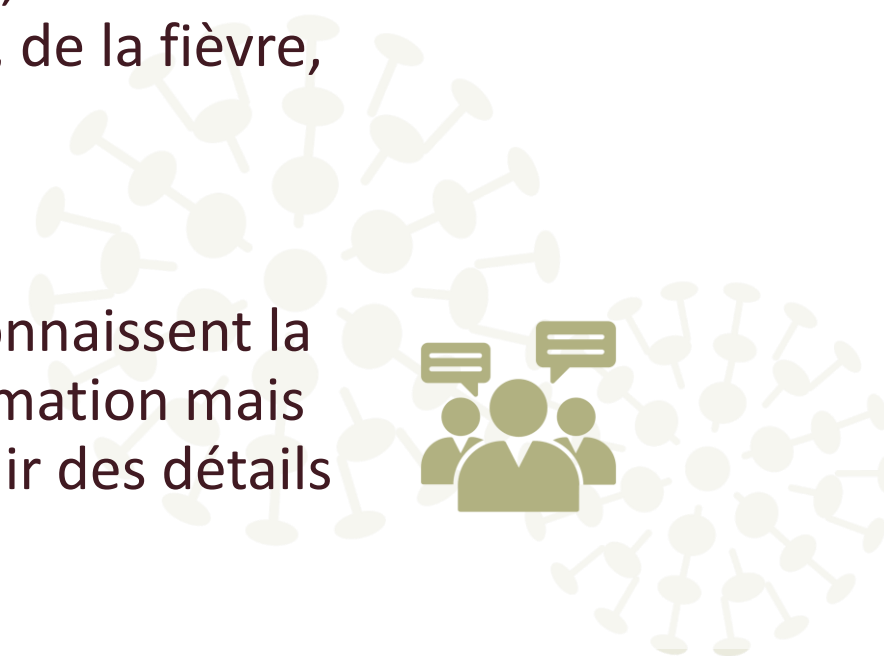 de la fièvre,
onnaissent la
mation mais
ir des détails